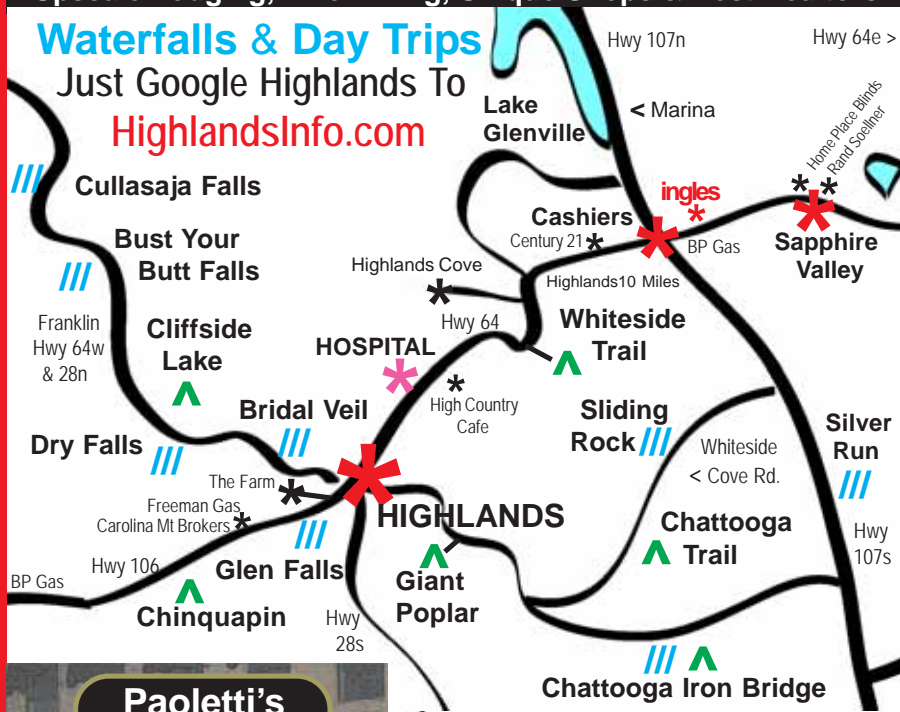 Waterfalls & Day Trips
Just Google Highlands To
HighlandsInfo.com
Hwy 107n
Hwy 64e >
Lake
Glenville
< Marina
Home Place Blinds
Rand Soellner
Cullasaja Falls
ingles
*
Cashiers
Century 21 *
BP Gas
Sapphire
Valley
Bust Your
Butt Falls
Highlands Cove
Highlands10 Miles
Franklin
Hwy 64w
& 28n
Cliffside
Lake
Hwy 64
Whiteside
Trail
HOSPITAL
High Country
Cafe
Bridal Veil
Sliding
Rock
Silver
Run
Dry Falls
Whiteside
< Cove Rd.
The Farm
Freeman Gas
Carolina Mt Brokers
HIGHLANDS
Chattooga
Trail
Hwy
107s
Hwy 106
BP Gas
Glen Falls
Giant
Poplar
Chinquapin
Hwy
28s
Chattooga Iron Bridge
Paoletti's